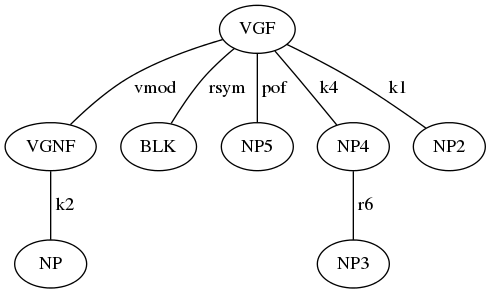 VGF
vmod rsym pof k4 k1
VGNF BLK NP5 NP4 NP2
k2 r6
NP NP3